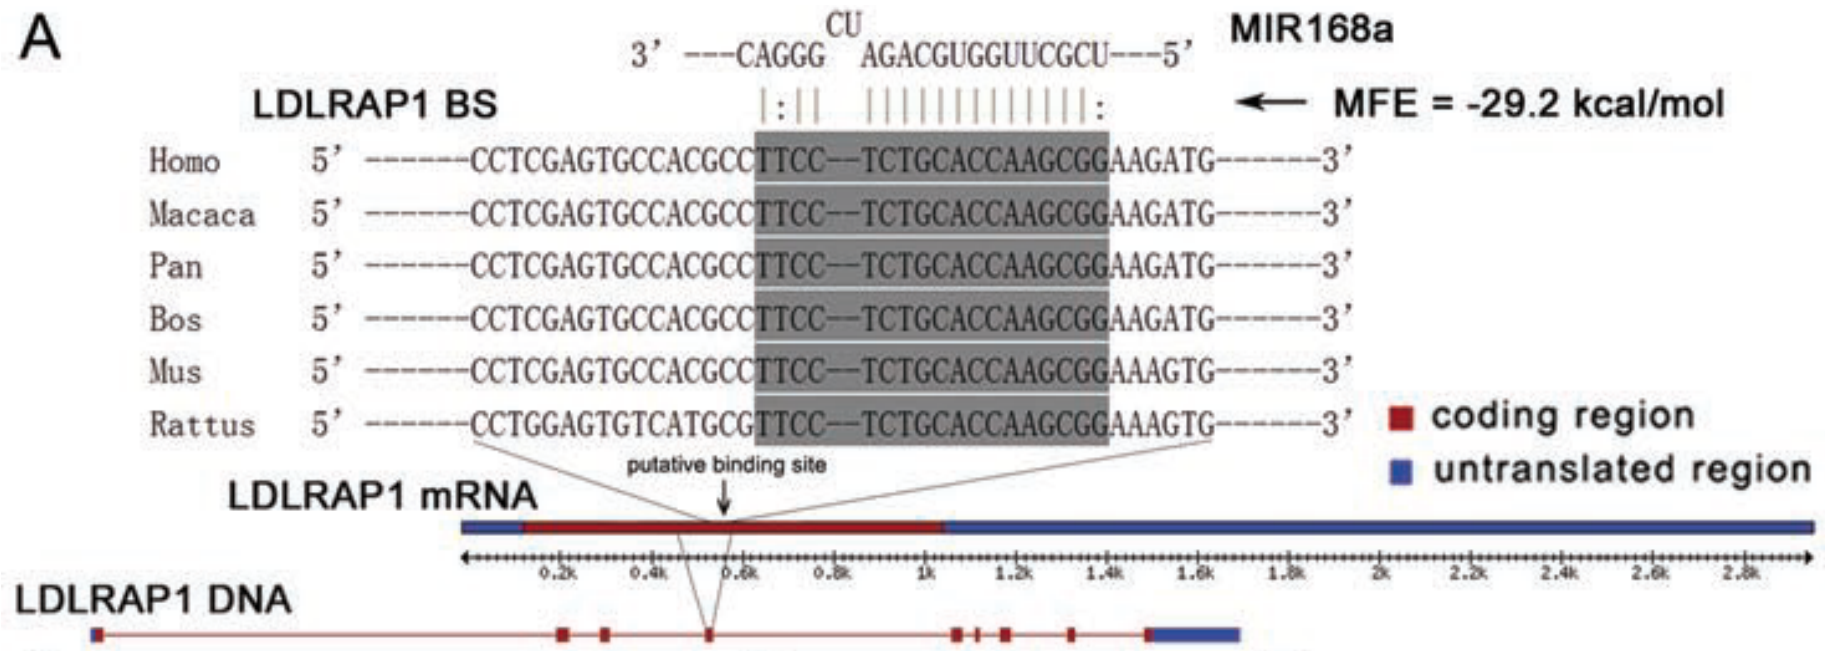 A
CU
3' ---CAGGG AGACGUGGUUCGCU---5' MIR168a
LDLRAP1 BS |:|| |||||||||||||: ← MFE = -29.2 kcal/mol
Homo 5' ------CCTCGAGTGCCACGCCTTCC--TCTGCACCAAGCGGAAGATG------3'
Macaca 5' ------CCTCGAGTGCCACGCCTTCC--TCTGCACCAAGCGGAAGATG------3'
Pan 5' ------CCTCGAGTGCCACGCCTTCC--TCTGCACCAAGCGGAAGATG------3'
Bos 5' ------CCTCGAGTGCCACGCCTTCC--TCTGCACCAAGCGGAAGATG------3'
Mus 5' ------CCTCGAGTGCCACGCCTTCC--TCTGCACCAAGCGGAAAGTG------3'
Rattus 5' ------CCTGGAGTGTCATGCGTTCC--TCTGCACCAAGCGGAAAGTG------3'
coding region
untranslated region
putative binding site
LDLRAP1 mRNA
0.2k 0.4k 0.6k 0.8k 1k 1.2k 1.4k 1.6k 1.8k 2k 2.2k 2.4k 2.6k 2.8k
LDLRAP1 DNA